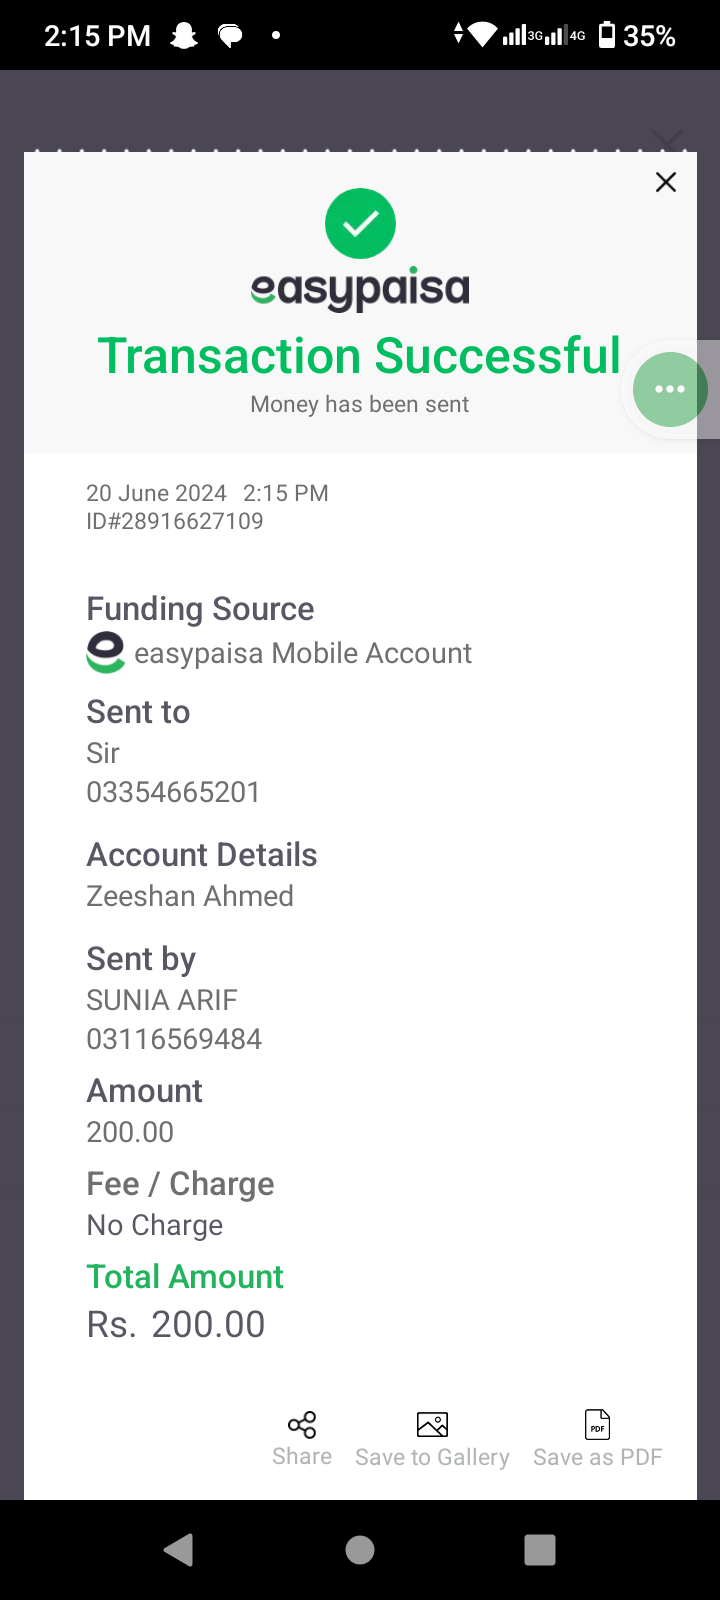 2:15 PM
3G 4G 35%
easypaisa
Transaction Successful
Money has been sent
20 June 2024 2:15 PM
ID#28916627109
Funding Source
easypaisa Mobile Account
Sent to
Sir
03354665201
Account Details
Zeeshan Ahmed
Sent by
SUNIA ARIF
03116569484
Amount
200.00
Fee / Charge
No Charge
Total Amount
Rs. 200.00
PDF
Share Save to Gallery Save as PDF